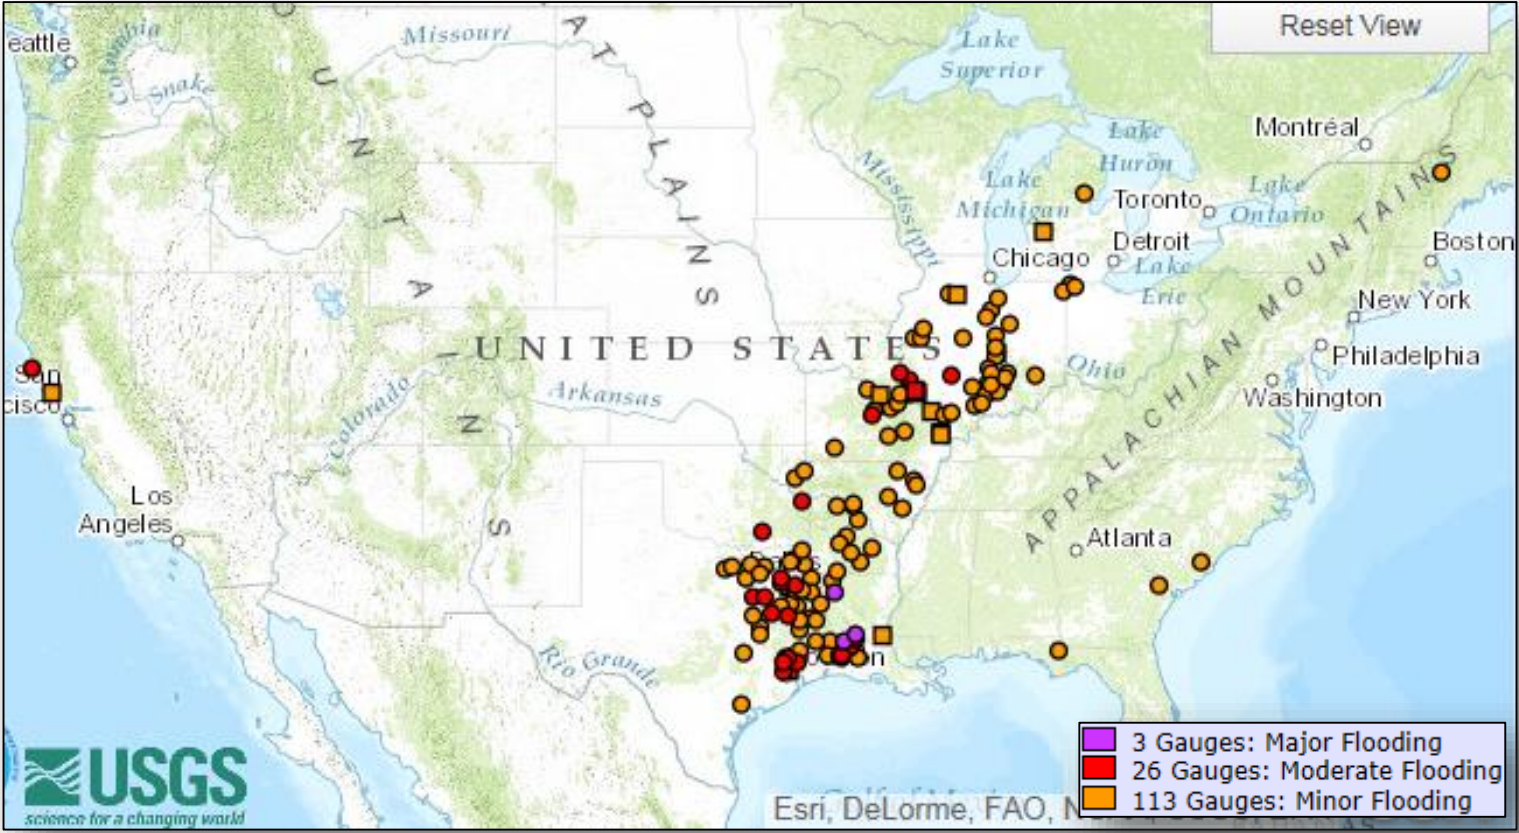 Reset View
eattle
Columbia
Snake
Missouri
Lake
Superior
Montréal
Lake
Huron
Mississippi
Lake
Michigan
Toronto
Lake
Ontario
Detroit
Boston
Chicago
Lake
Erie
New York
UNITED STATES
Ohio
Philadelphia
San
cisco
Colorado
Arkansas
Washington
GREAT PLAINS
MOUNTAINS
APPALACHIAN MOUNTAINS
Los
Angeles
Atlanta
Rio Grande
USGS
science for a changing world
3 Gauges: Major Flooding
26 Gauges: Moderate Flooding
113 Gauges: Minor Flooding
Esri, DeLorme, FAO,